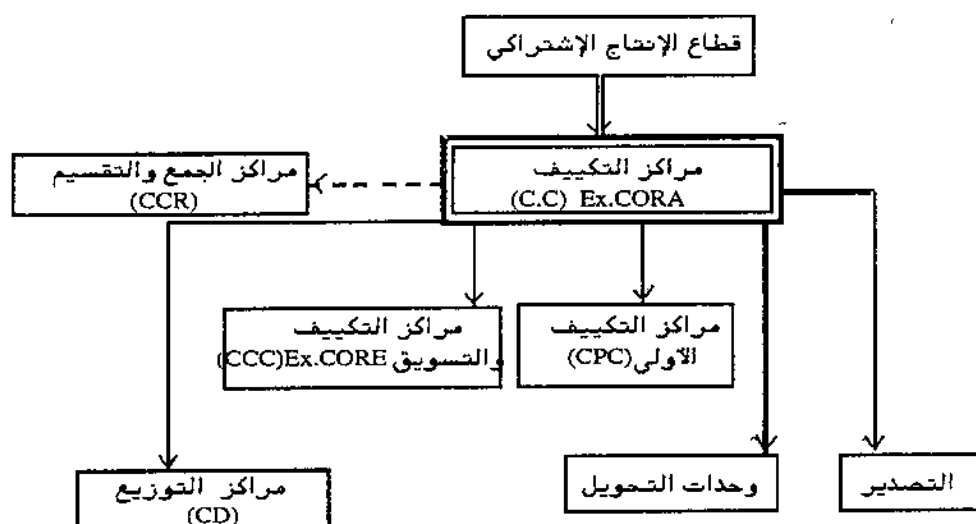 قطاع الإنتاج الإشتراكي
مراكز التكييف
(C.C) Ex.CORA
مراكز الجمع والتقسيم
(CCR)
مراكز التكييف
الآولي(CPC)
مراكز التكييف
والتسويق Ex.CORE(CCC)
التصدير
وحدات التحويل
مراكز التوزيع
(CD)